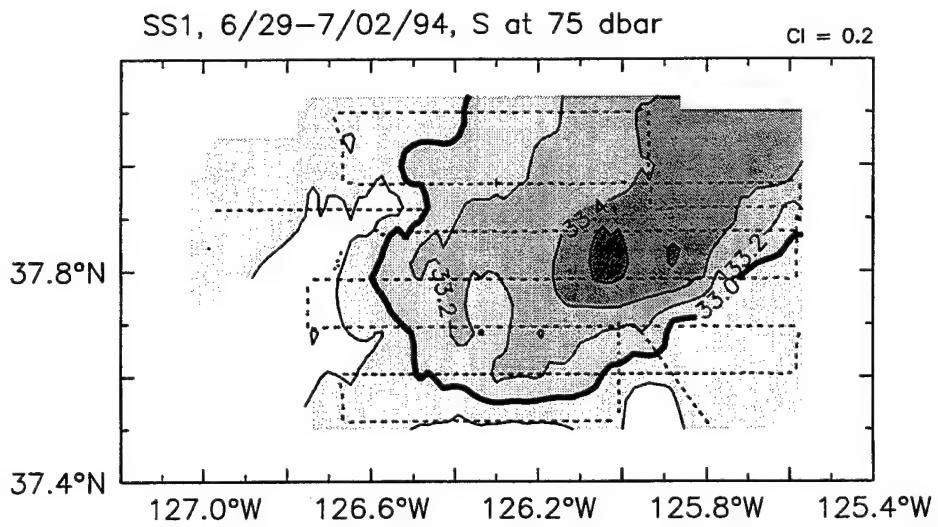 SS1, 6/29-7/02/94, S at 75 dbar
CI = 0.2
33.4
37.8°N
33.2
33.0
33.2
37.4°N
127.0°W 126.6°W 126.2°W 125.8°W 125.4°W